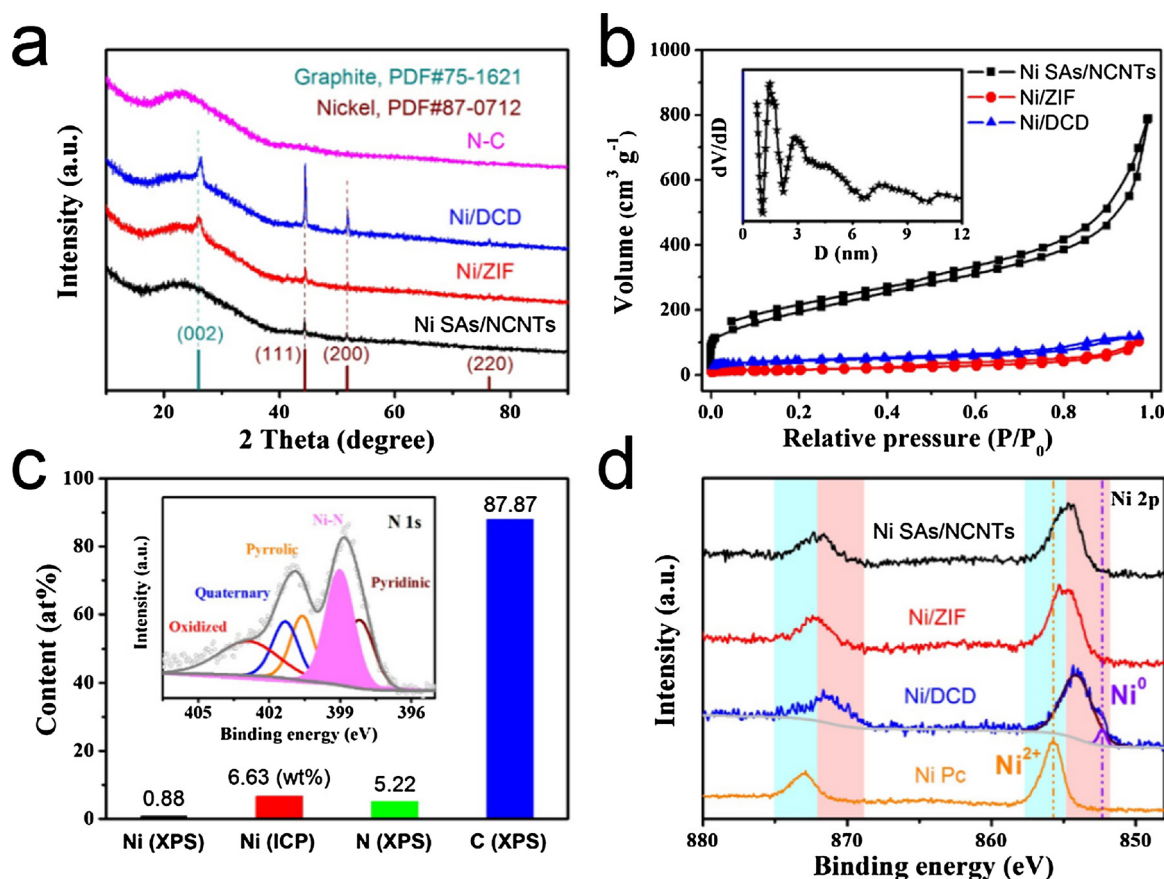 a
Graphite, PDF#75-1621
Nickel, PDF#87-0712
N-C
Ni/DCD
Ni/ZIF
Ni SAs/NCNTs
(002)
(111)
(200)
(220)
20 40 60 80
2 Theta (degree)
Intensity (a.u.)
b
1000
800
600
400
200
0
Volume (cm³ g⁻¹)
Ni SAs/NCNTs
Ni/ZIF
Ni/DCD
dV/dD
0 3 6 9 12
D (nm)
0.0 0.2 0.4 0.6 0.8 1.0
Relative pressure (P/P₀)
c
100
80
60
40
20
0
Content (at%)
87.87
N 1s
Ni-N
Pyrrolic
Quaternary
Pyridinic
Oxidized
Intensity (a.u.)
405 402 399 396
Binding energy (eV)
0.88
6.63 (wt%)
5.22
Ni (XPS) Ni (ICP) N (XPS) C (XPS)
d
Ni 2p
Ni SAs/NCNTs
Ni/ZIF
Ni/DCD
Ni⁰
Ni Pc
Ni²⁺
880 870 860 850
Binding energy (eV)
Intensity (a.u.)